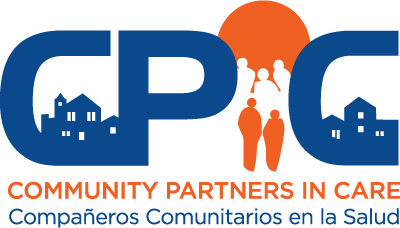 CPIC
COMMUNITY PARTNERS IN CARE
Compañeros Comunitarios en la Salud